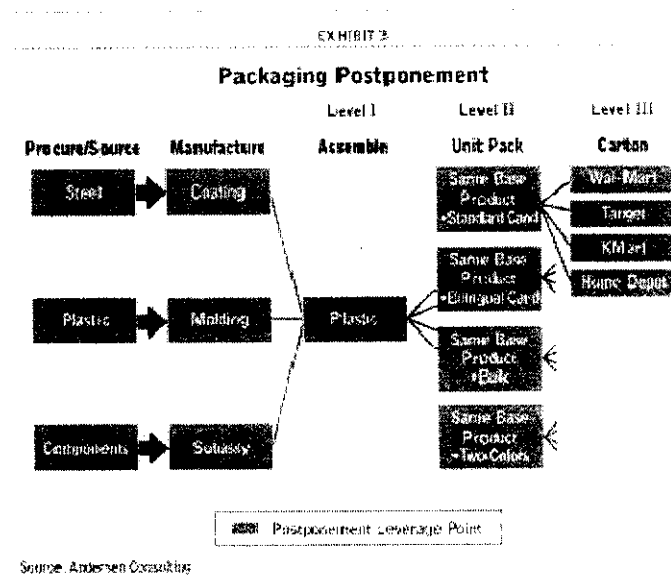 EXHIBIT 3
Packaging Postponement
Level I
Level II
Level III
Procure/Source
Manufacture
Assemble
Unit Pack
Carton
Steel
Coating
Same Base
Product
•Standard Card
Wal-Mart
Target
KMart
Home Depot
Plastic
Molding
Plastic
Same Base
Product
•Bilingual Card
Same Base
Product
•Bulk
Components
Subassy
Same Base
Product
•Two Colors
Postponement Leverage Point
Source: Andersen Consulting